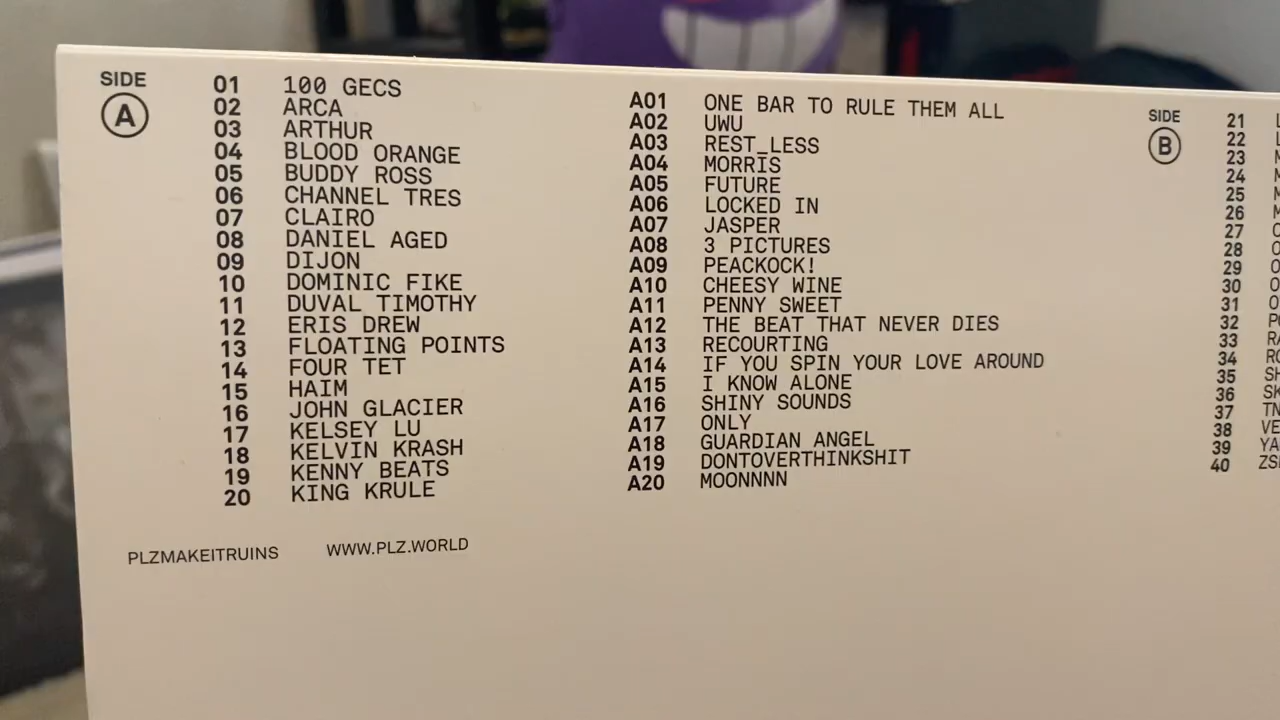 SIDE
A
01 100 GECS
02 ARCA
03 ARTHUR
04 BLOOD ORANGE
05 BUDDY ROSS
06 CHANNEL TRES
07 CLAIRO
08 DANIEL AGED
09 DIJON
10 DOMINIC FIKE
11 DUVAL TIMOTHY
12 ERIS DREW
13 FLOATING POINTS
14 FOUR TET
15 HAIM
16 JOHN GLACIER
17 KELSEY LU
18 KELVIN KRASH
19 KENNY BEATS
20 KING KRULE
A01 ONE BAR TO RULE THEM ALL
A02 UWU
A03 REST_LESS
A04 MORRIS
A05 FUTURE
A06 LOCKED IN
A07 JASPER
A08 3 PICTURES
A09 PEACKOCK!
A10 CHEESY WINE
A11 PENNY SWEET
A12 THE BEAT THAT NEVER DIES
A13 RECOURTING
A14 IF YOU SPIN YOUR LOVE AROUND
A15 I KNOW ALONE
A16 SHINY SOUNDS
A17 ONLY
A18 GUARDIAN ANGEL
A19 DONTOVERTHINKSHIT
A20 MOONNNN
SIDE
B
21
22
23
24
25
26
27
28
29
30
31
32
33
34
35
36
37
38
39
40
PLZMAKEITRUINS WWW.PLZ.WORLD